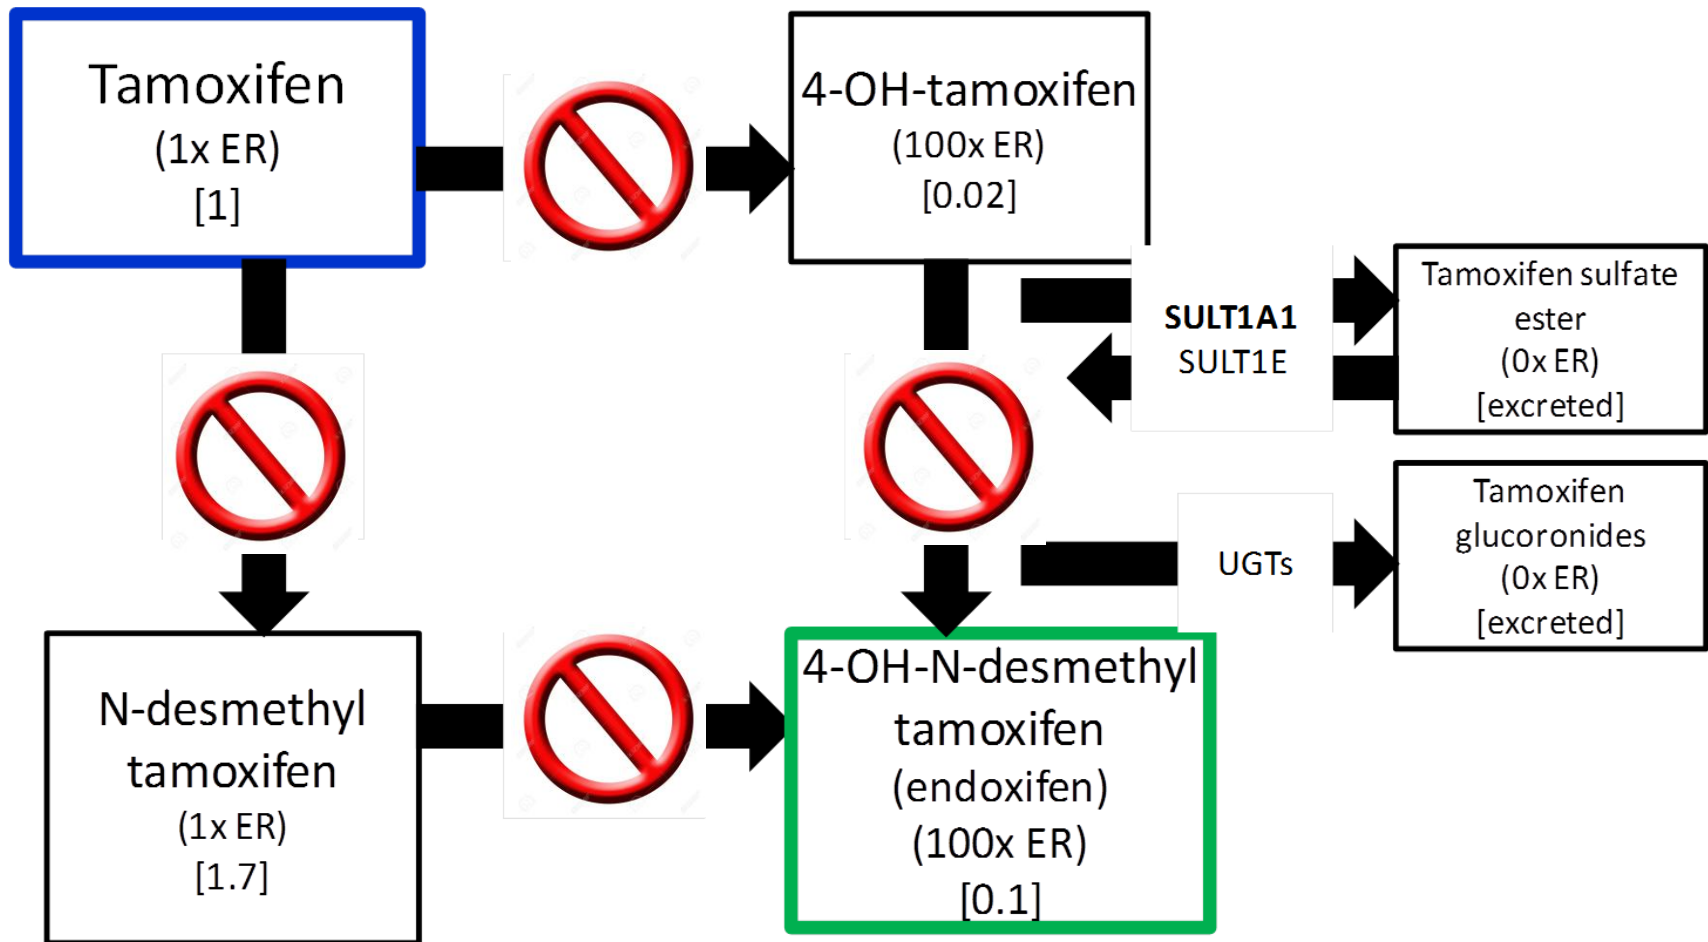 Tamoxifen
(1x ER)
[1]
4-OH-tamoxifen
(100x ER)
[0.02]
SULT1A1
SULT1E
Tamoxifen sulfate
ester
(0x ER)
[excreted]
UGTs
Tamoxifen
glucoronides
(0x ER)
[excreted]
N-desmethyl
tamoxifen
(1x ER)
[1.7]
4-OH-N-desmethyl
tamoxifen
(endoxifen)
(100x ER)
[0.1]